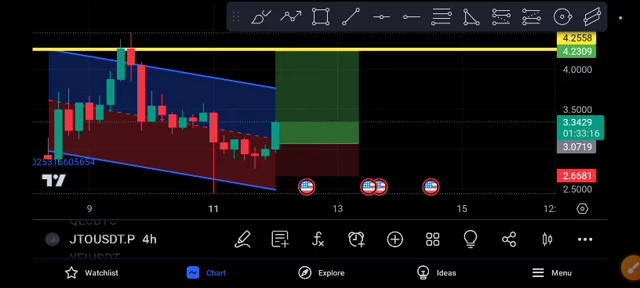 4.2558
4.2309
4.0000
3.5000
3.3429
01:33:16
3.0719
2.6681
2.5000
025316605654
9
11
13
15
12:
JTOUSDT.P 4h
Watchlist
Chart
Explore
Ideas
Menu